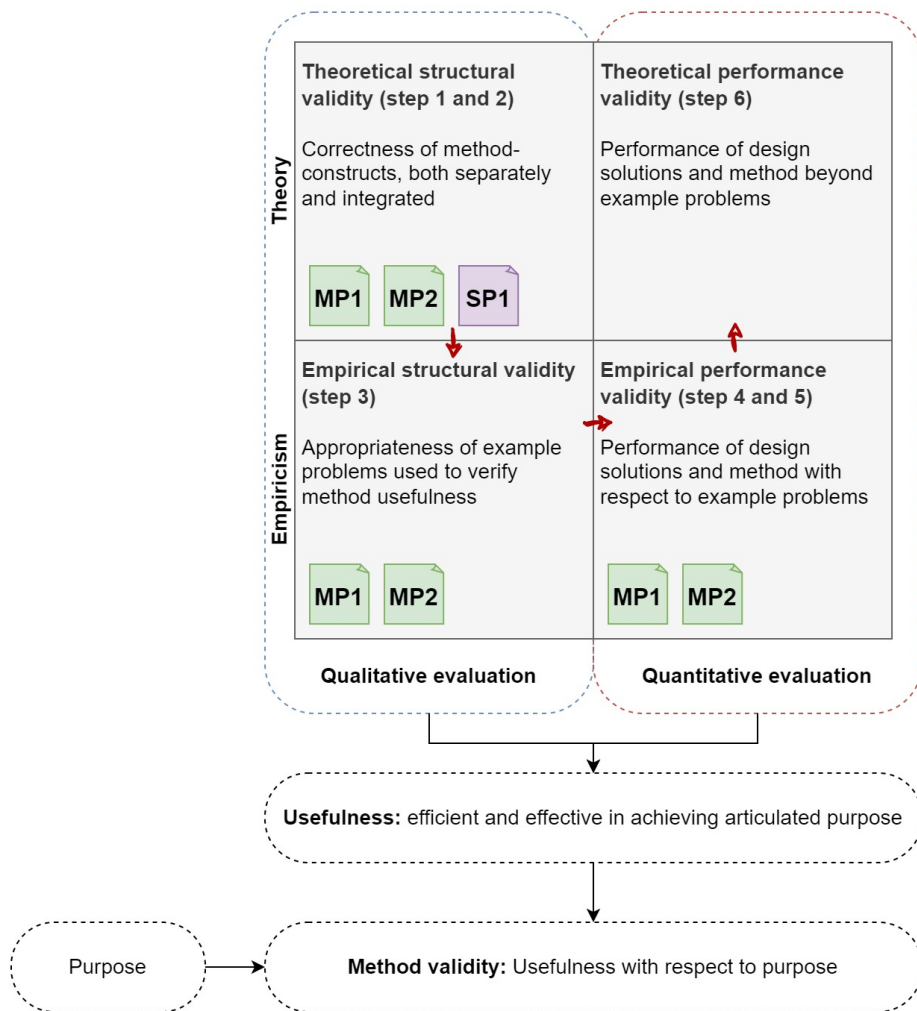 Theoretical structural
validity (step 1 and 2)
Correctness of method-
constructs, both separately
and integrated
MP1
MP2
SP1
Theoretical performance
validity (step 6)
Performance of design
solutions and method beyond
example problems
Theory
Empirical structural validity
(step 3)
Appropriateness of example
problems used to verify
method usefulness
MP1
MP2
Empirical performance
validity (step 4 and 5)
Performance of design
solutions and method with
respect to example problems
MP1
MP2
Empiricism
Qualitative evaluation
Quantitative evaluation
Usefulness: efficient and effective in achieving articulated purpose
Purpose
Method validity: Usefulness with respect to purpose